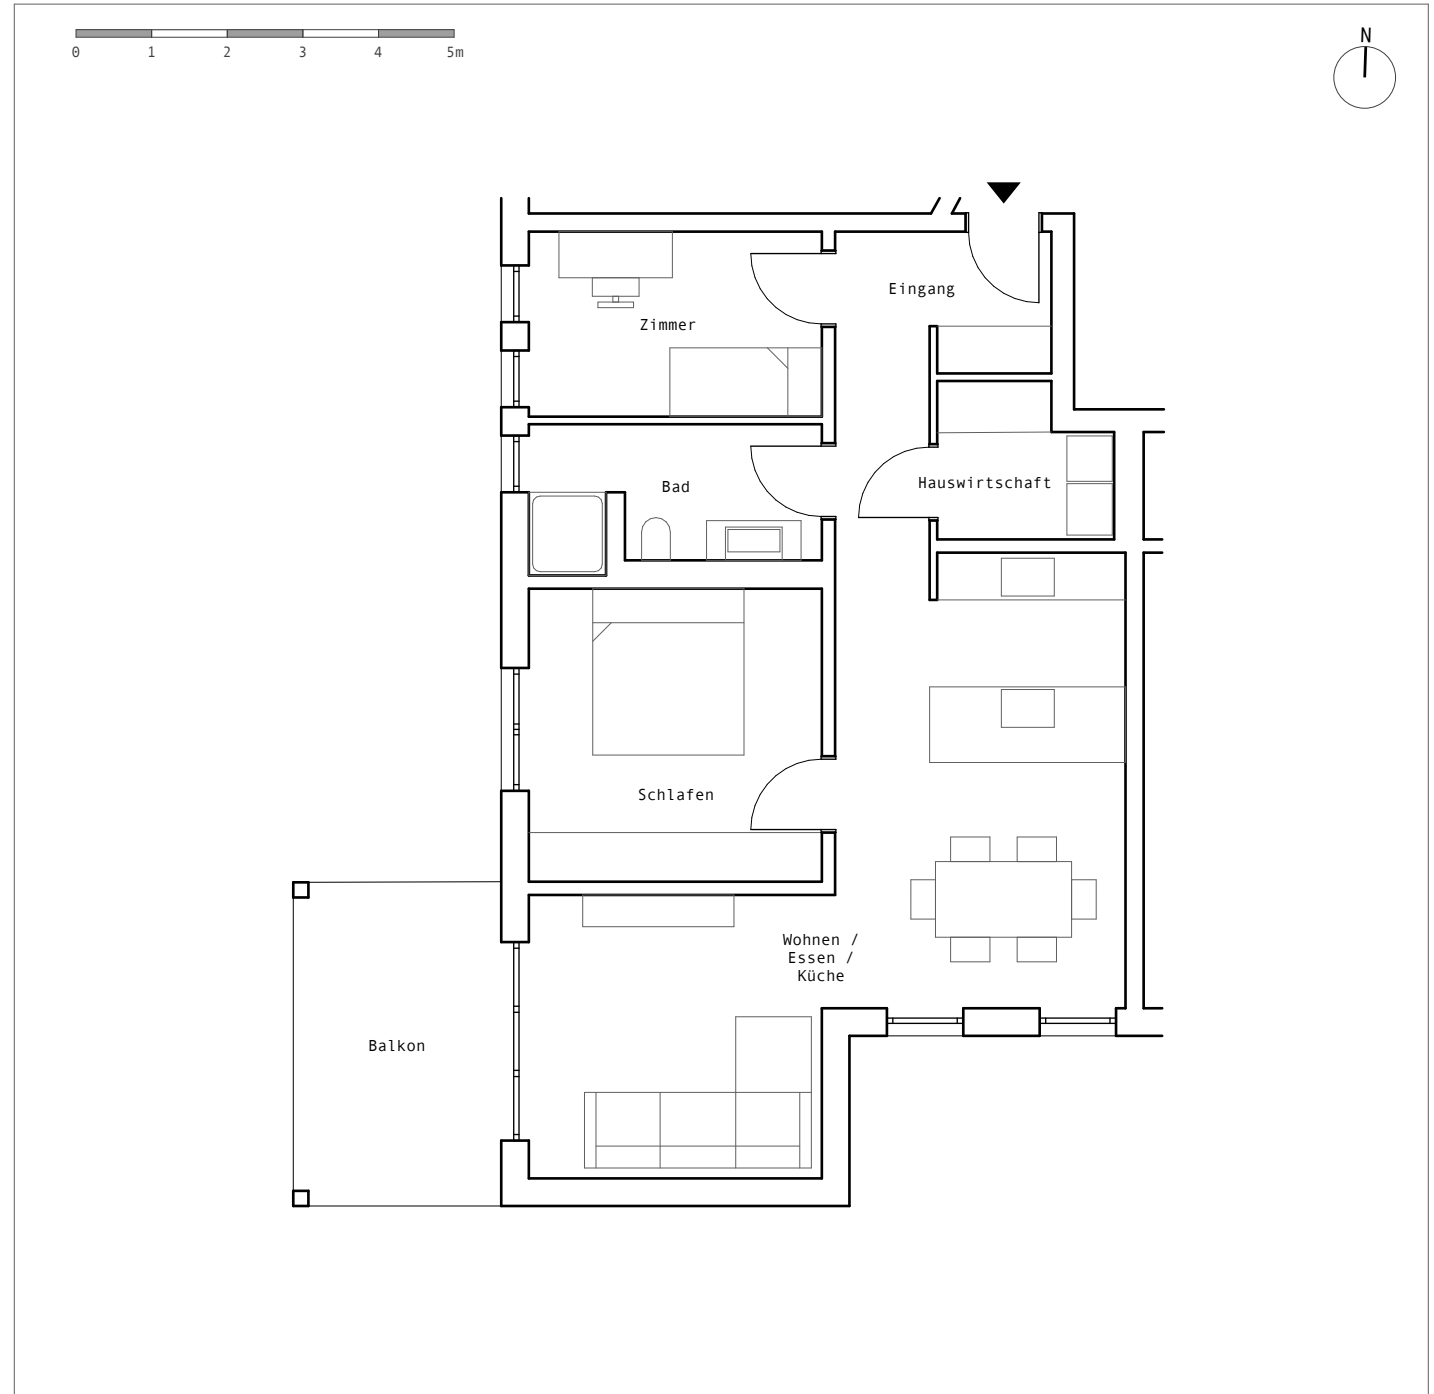 0 1 2 3 4 5m
N
Eingang
Zimmer
Hauswirtschaft
Bad
Schlafen
Wohnen /
Essen /
Küche
Balkon